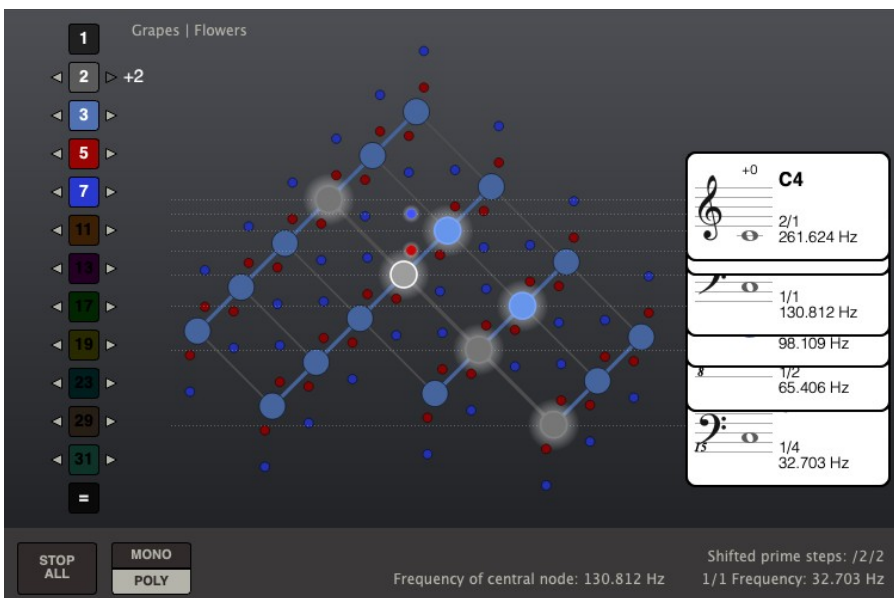 Grapes | Flowers
1
2 +2
3
5
7
11
13
17
19
23
29
31
=
+0 C4
2/1
261.624 Hz
1/1
130.812 Hz
98.109 Hz
8
1/2
65.406 Hz
15
1/4
32.703 Hz
STOP
ALL
MONO
POLY
Frequency of central node: 130.812 Hz
Shifted prime steps: /2/2
1/1 Frequency: 32.703 Hz